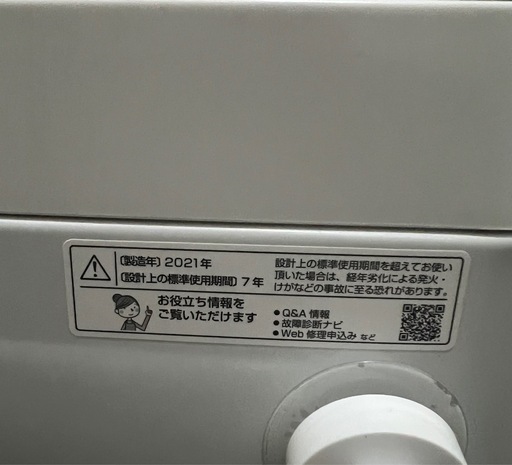 〔製造年〕2021年
〔設計上の標準使用期間〕7年
設計上の標準使用期間を超えてお使い
頂いた場合は、経年劣化による発火・
けがなどの事故に至る恐れがあります。
お役立ち情報を
ご覧いただけます
●Q&A 情報
●故障診断ナビ
●Web 修理申込み など